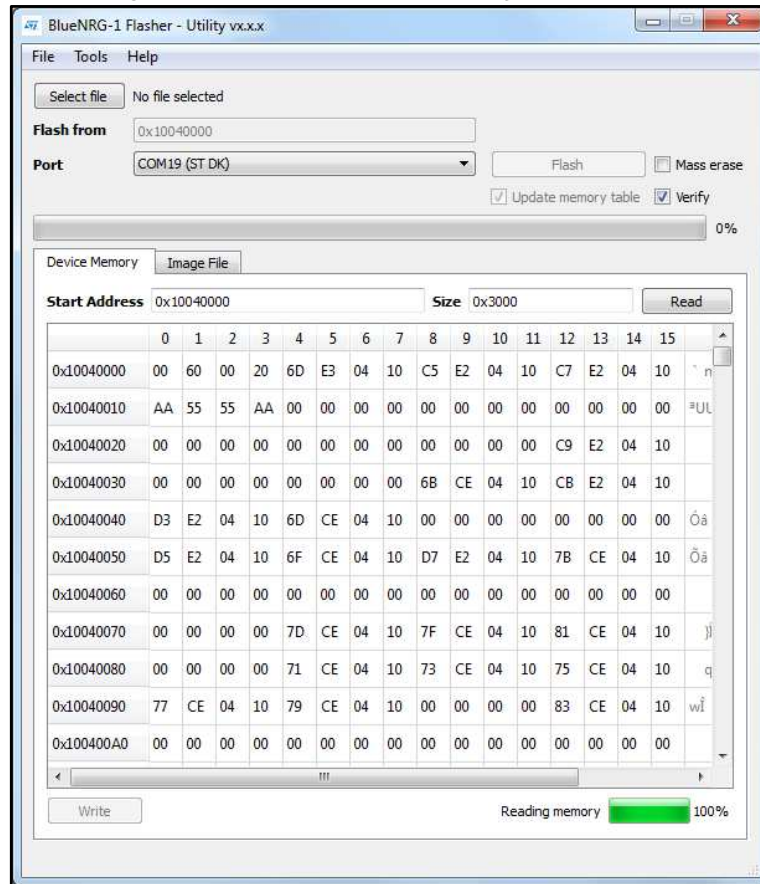 BlueNRG-1 Flasher - Utility vx.x.x
File Tools Help
Select file No file selected
Flash from 0x10040000
Port COM19 (ST DK) Flash Mass erase
Update memory table Verify
0%
Device Memory Image File
Start Address 0x10040000 Size 0x3000 Read
0 1 2 3 4 5 6 7 8 9 10 11 12 13 14 15
0x10040000 00 60 00 20 6D E3 04 10 C5 E2 04 10 C7 E2 04 10 ` n
0x10040010 AA 55 55 AA 00 00 00 00 00 00 00 00 00 00 00 00 ªUU
0x10040020 00 00 00 00 00 00 00 00 00 00 00 00 C9 E2 04 10
0x10040030 00 00 00 00 00 00 00 00 6B CE 04 10 CB E2 04 10
0x10040040 D3 E2 04 10 6D CE 04 10 00 00 00 00 00 00 00 00 Óâ
0x10040050 D5 E2 04 10 6F CE 04 10 D7 E2 04 10 7B CE 04 10 Õâ
0x10040060 00 00 00 00 00 00 00 00 00 00 00 00 00 00 00 00
0x10040070 00 00 00 00 7D CE 04 10 7F CE 04 10 81 CE 04 10 }Î
0x10040080 00 00 00 00 71 CE 04 10 73 CE 04 10 75 CE 04 10 q
0x10040090 77 CE 04 10 79 CE 04 10 00 00 00 00 83 CE 04 10 wÎ
0x100400A0 00 00 00 00 00 00 00 00 00 00 00 00 00 00 00 00
Write Reading memory 100%